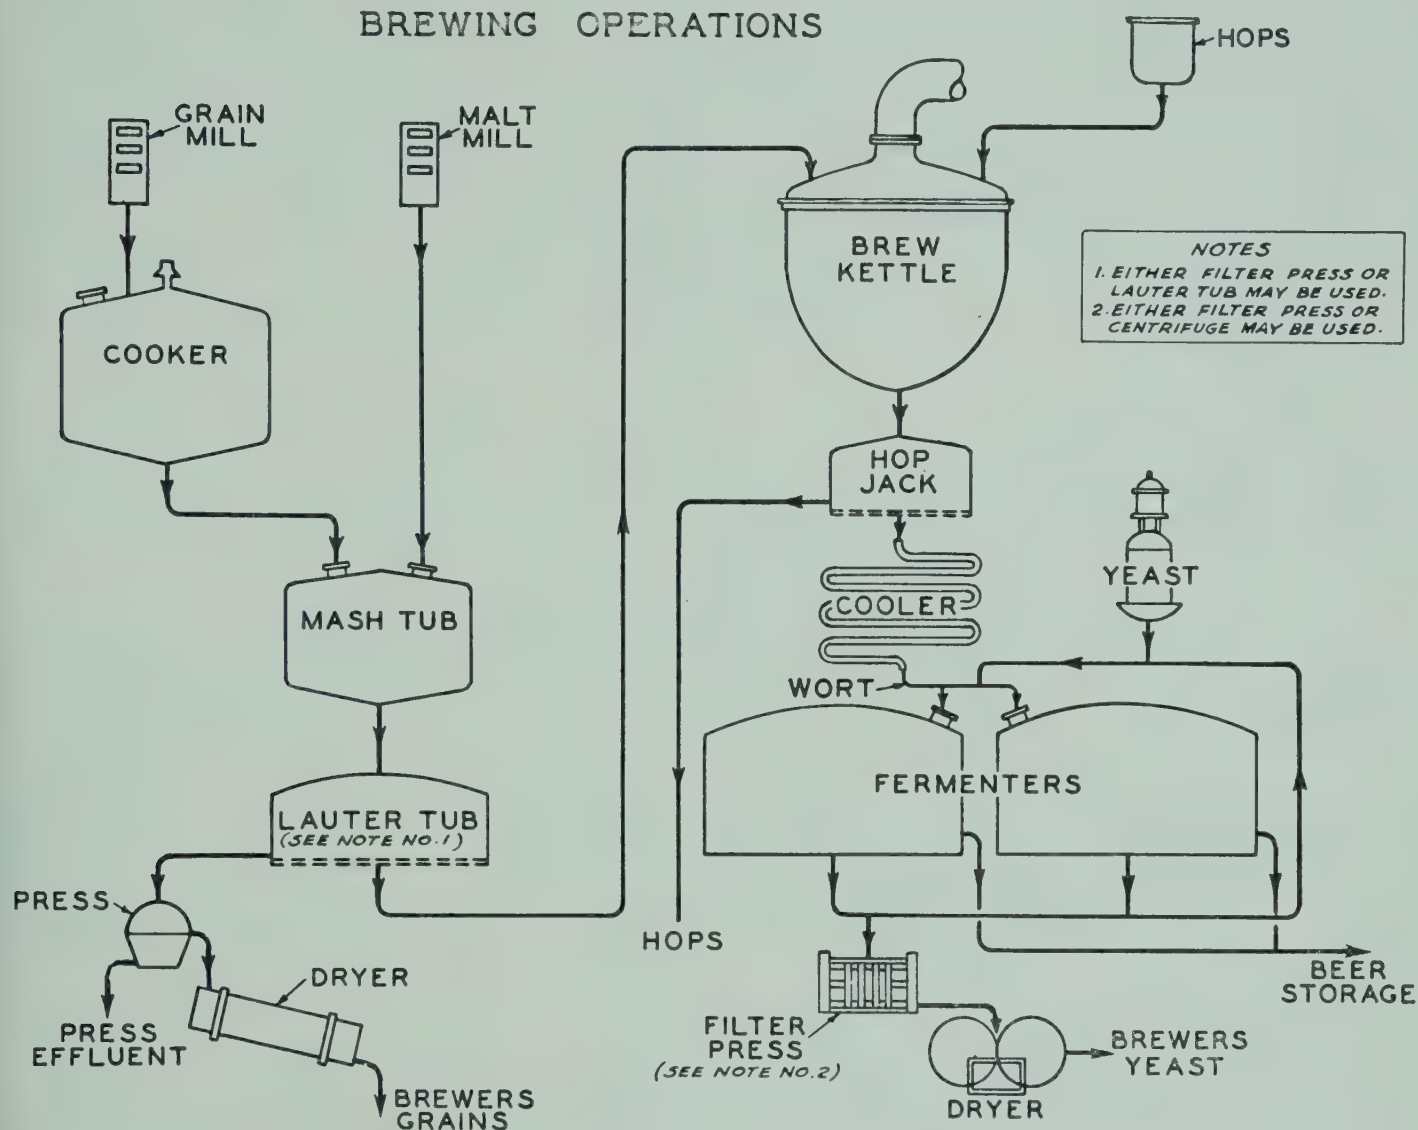 BREWING OPERATIONS
HOPS
GRAIN
MILL
MALT
MILL
BREW
KETTLE
NOTES
1. EITHER FILTER PRESS OR
LAUTER TUB MAY BE USED.
2. EITHER FILTER PRESS OR
CENTRIFUGE MAY BE USED.
COOKER
HOP
JACK
YEAST
COOLER
MASH TUB
WORT
FERMENTERS
LAUTER TUB
(SEE NOTE NO.1)
PRESS
HOPS
DRYER
BEER
STORAGE
PRESS
EFFLUENT
FILTER
PRESS
(SEE NOTE NO.2)
BREWERS
YEAST
DRYER
BREWERS
GRAINS